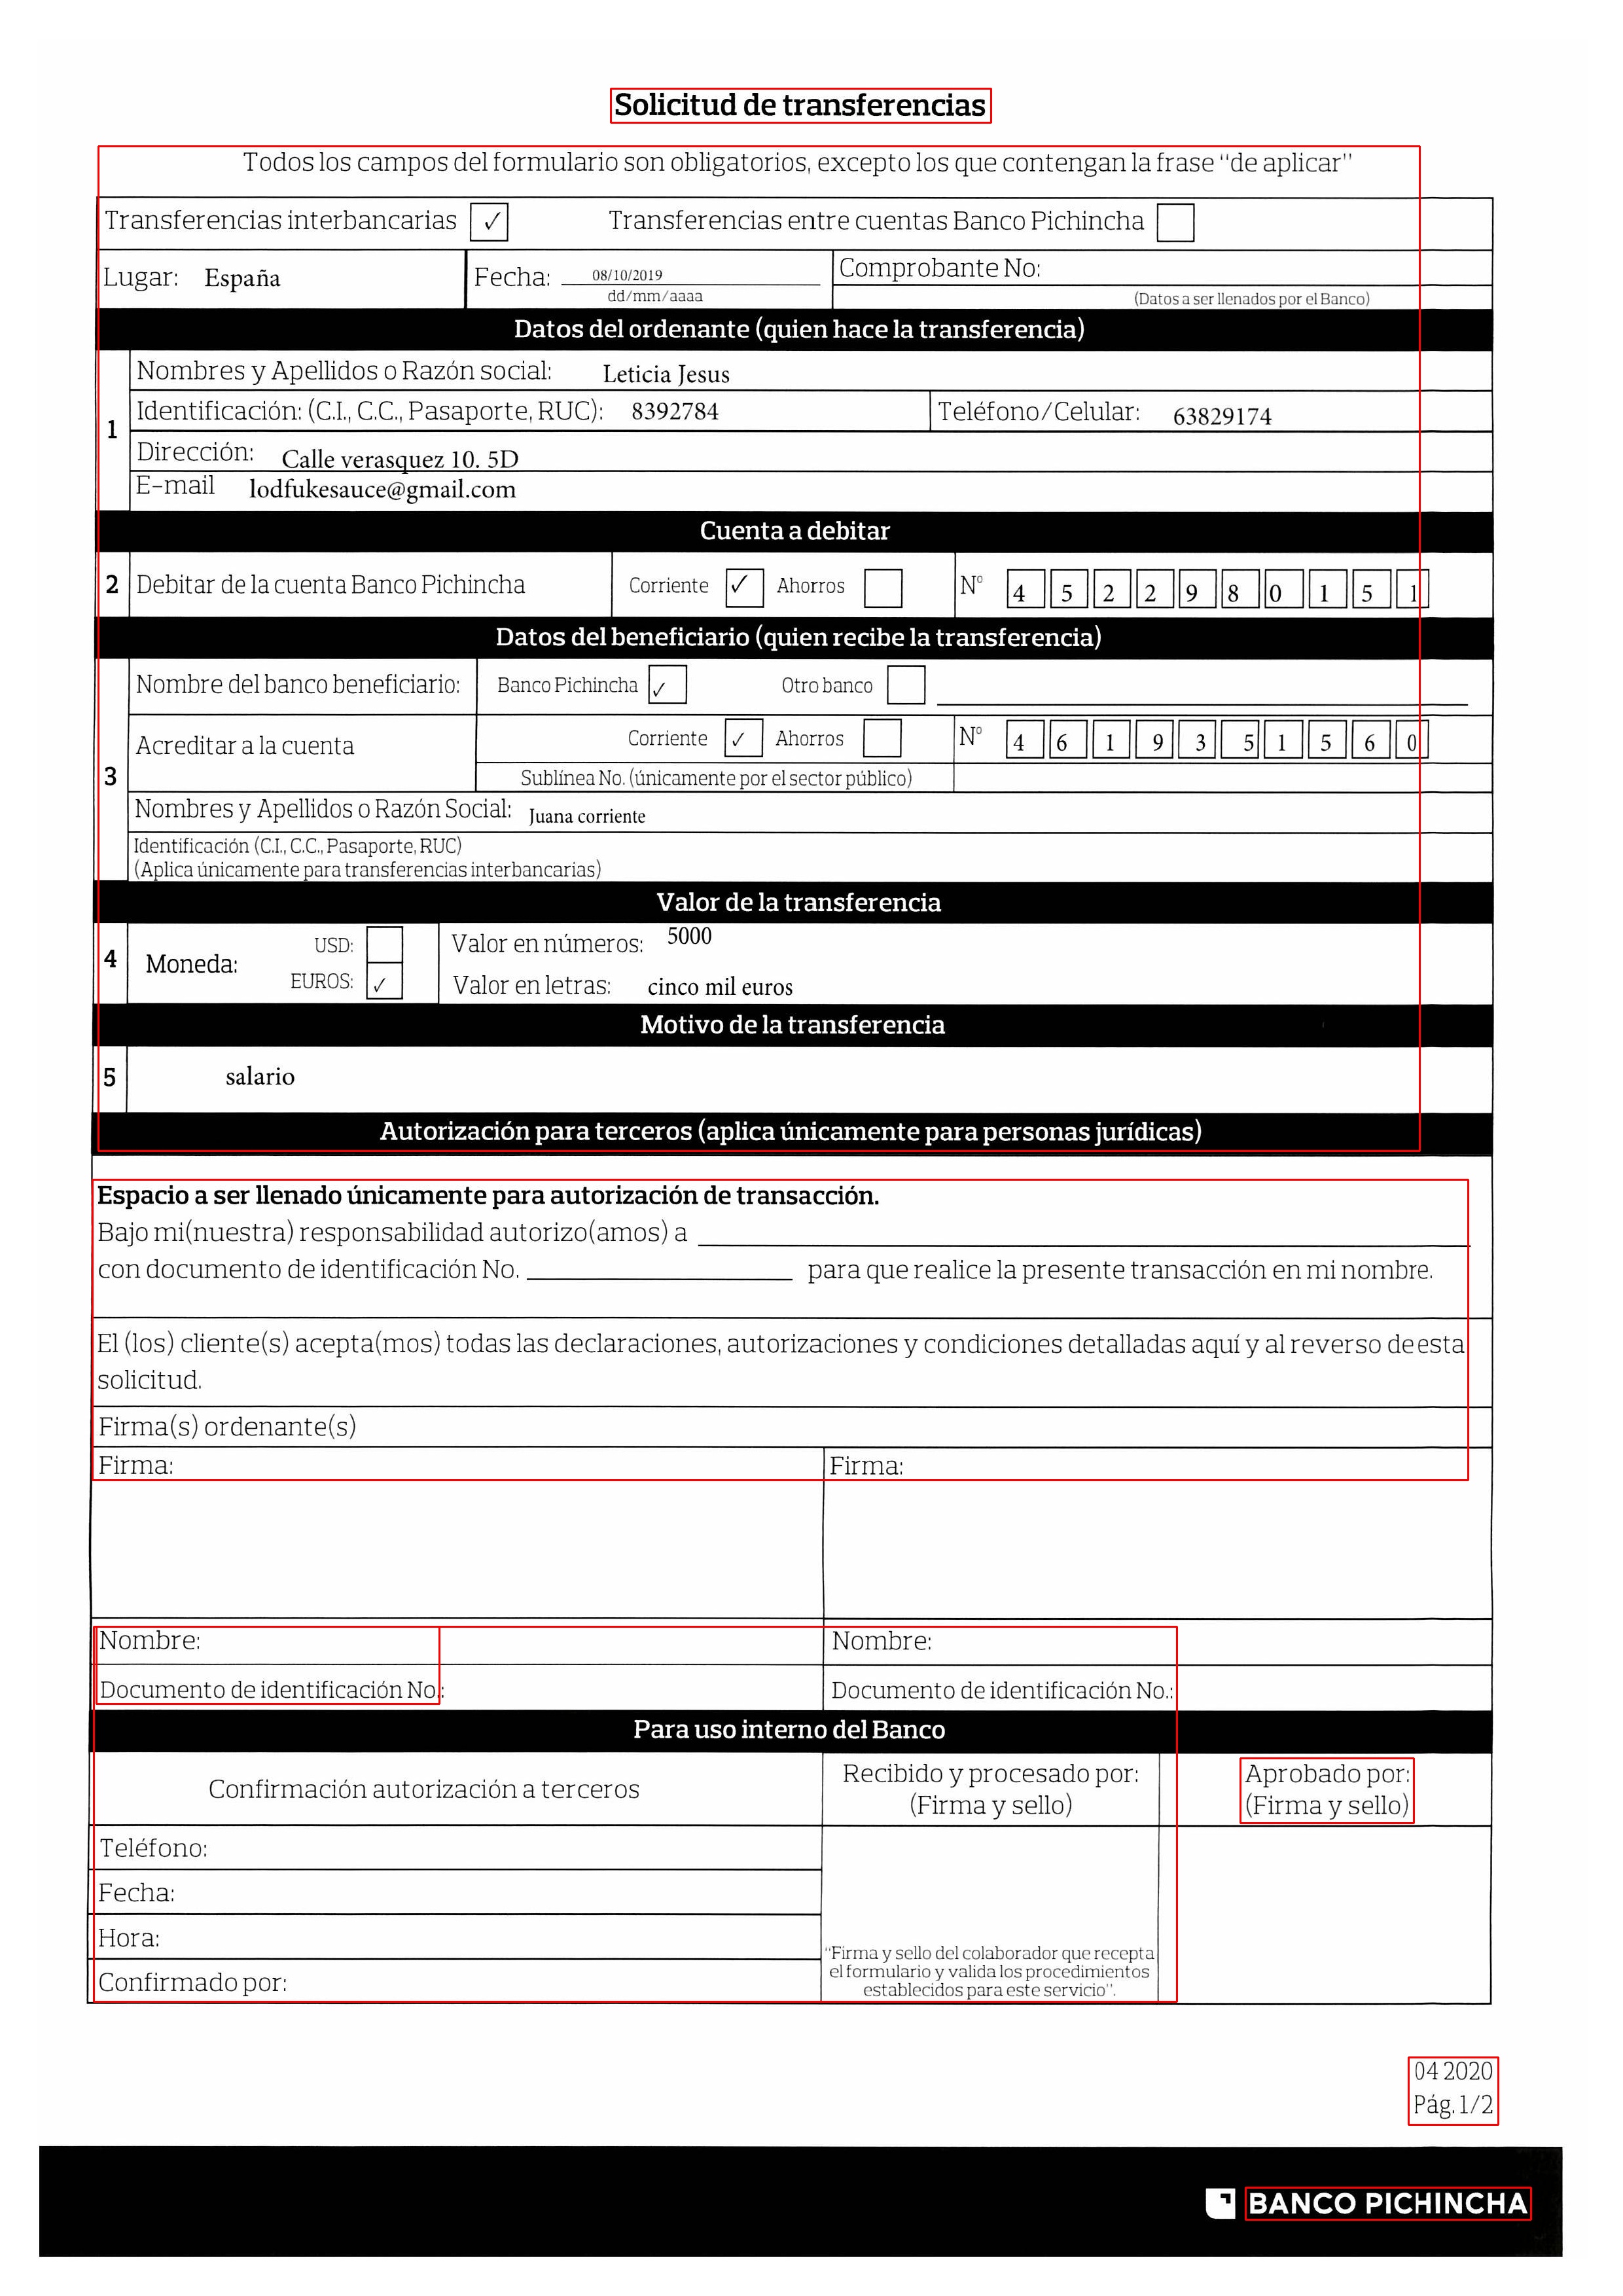 Solicitud de transferencias
Todos los campos del formulario son obligatorios, excepto los que contengan la frase "de aplicar"
Transferencias interbancarias ✓ Transferencias entre cuentas Banco Pichincha
Lugar: España Fecha: 08/10/2019 Comprobante No:
dd/mm/aaaa (Datos a ser llenados por el Banco)
Datos del ordenante (quien hace la transferencia)
Nombres y Apellidos o Razón social: Leticia Jesus
1 Identificación: (C.I., C.C., Pasaporte, RUC): 8392784 Teléfono/Celular: 63829174
Dirección: Calle verasquez 10. 5D
E-mail lodfukesauce@gmail.com
Cuenta a debitar
2 Debitar de la cuenta Banco Pichincha Corriente ✓ Ahorros Nº 4 5 2 2 9 8 0 1 5 1
Datos del beneficiario (quien recibe la transferencia)
Nombre del banco beneficiario: Banco Pichincha ✓ Otro banco
Acreditar a la cuenta Corriente ✓ Ahorros Nº 4 6 1 9 3 5 1 5 6 0
3 Sublínea No. (únicamente por el sector público)
Nombres y Apellidos o Razón Social: Juana corriente
Identificación (C.I., C.C., Pasaporte, RUC)
(Aplica únicamente para transferencias interbancarias)
Valor de la transferencia
4 Moneda: USD: Valor en números: 5000
EUROS: ✓ Valor en letras: cinco mil euros
Motivo de la transferencia
5 salario
Autorización para terceros (aplica únicamente para personas jurídicas)
Espacio a ser llenado únicamente para autorización de transacción.
Bajo mi(nuestra) responsabilidad autorizo(amos) a
con documento de identificación No. para que realice la presente transacción en mi nombre.
El (los) cliente(s) acepta(mos) todas las declaraciones, autorizaciones y condiciones detalladas aquí y al reverso de esta
solicitud.
Firma(s) ordenante(s)
Firma: Firma:
Nombre: Nombre:
Documento de identificación No.: Documento de identificación No.:
Para uso interno del Banco
Confirmación autorización a terceros Recibido y procesado por: Aprobado por:
(Firma y sello) (Firma y sello)
Teléfono:
Fecha:
Hora:
"Firma y sello del colaborador que recepta
el formulario y valida los procedimientos
establecidos para este servicio".
Confirmado por:
04 2020
Pág. 1/2
BANCO PICHINCHA